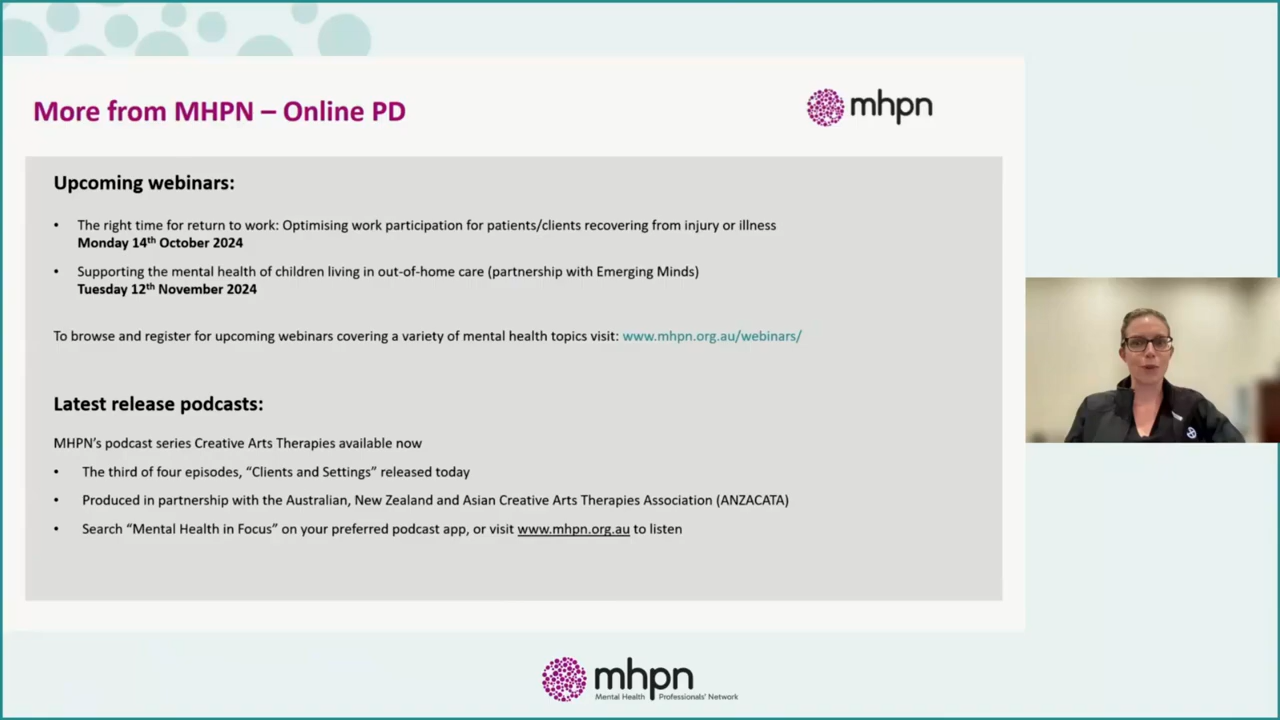 More from MHPN – Online PD
mhpn
Upcoming webinars:
• The right time for return to work: Optimising work participation for patients/clients recovering from injury or illness
Monday 14th October 2024
• Supporting the mental health of children living in out-of-home care (partnership with Emerging Minds)
Tuesday 12th November 2024
To browse and register for upcoming webinars covering a variety of mental health topics visit: www.mhpn.org.au/webinars/
Latest release podcasts:
MHPN’s podcast series Creative Arts Therapies available now
• The third of four episodes, “Clients and Settings” released today
• Produced in partnership with the Australian, New Zealand and Asian Creative Arts Therapies Association (ANZACATA)
• Search “Mental Health in Focus” on your preferred podcast app, or visit www.mhpn.org.au to listen
mhpn
Mental Health Professionals' Network